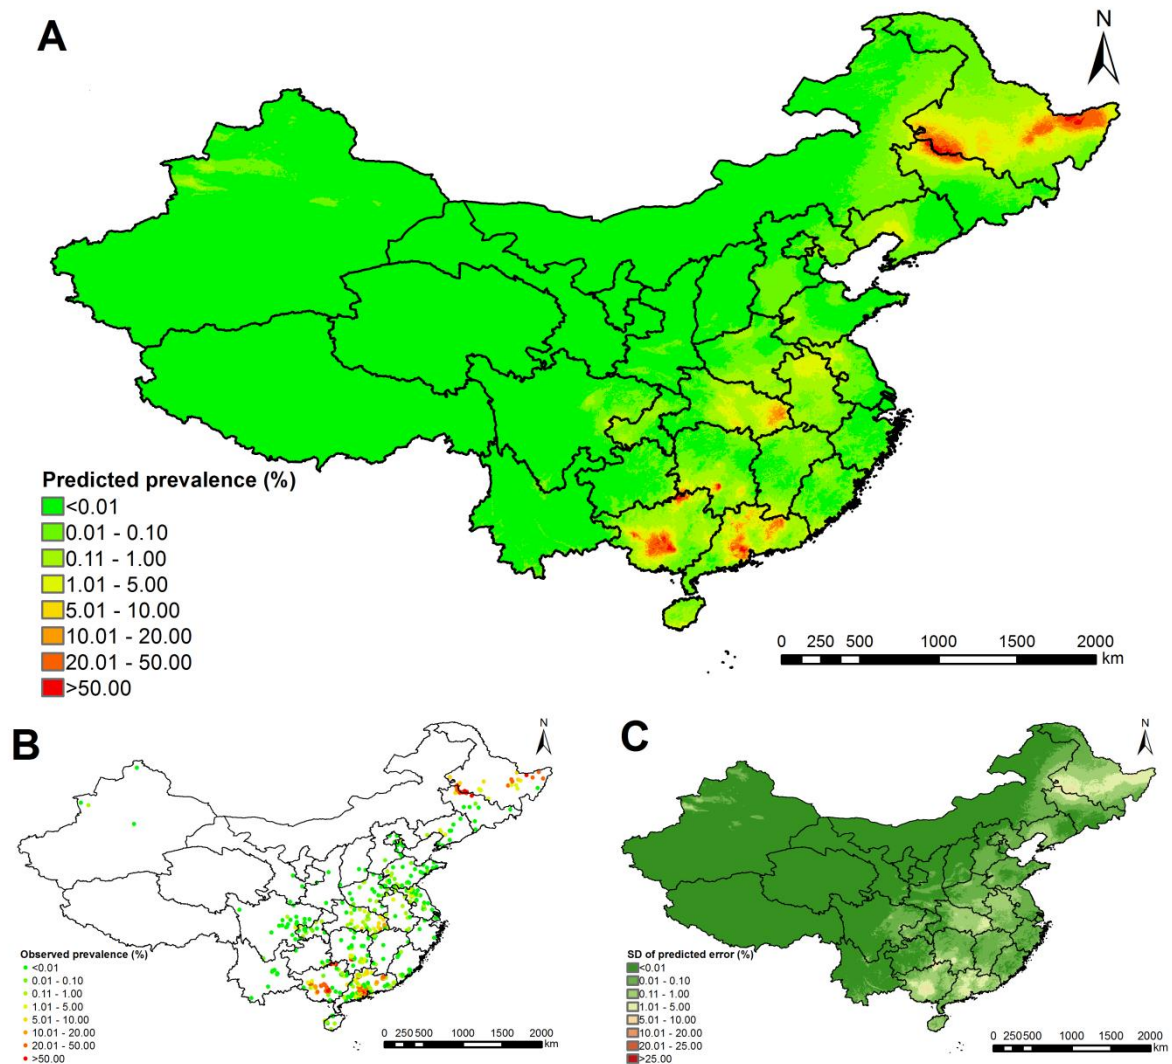 A
N
Predicted prevalence (%)
<0.01
0.01 - 0.10
0.11 - 1.00
1.01 - 5.00
5.01 - 10.00
10.01 - 20.00
20.01 - 50.00
>50.00
0 250 500 1000 1500 2000
km
B
N
Observed prevalence (%)
<0.01
0.01 - 0.10
0.11 - 1.00
1.01 - 5.00
5.01 - 10.00
10.01 - 20.00
20.01 - 50.00
>50.00
0 250 500 1000 1500 2000
km
C
N
SD of predicted error (%)
<0.01
0.01 - 0.10
0.11 - 1.00
1.01 - 5.00
5.01 - 10.00
10.01 - 20.00
20.01 - 25.00
>25.00
0 250 500 1000 1500 2000
km